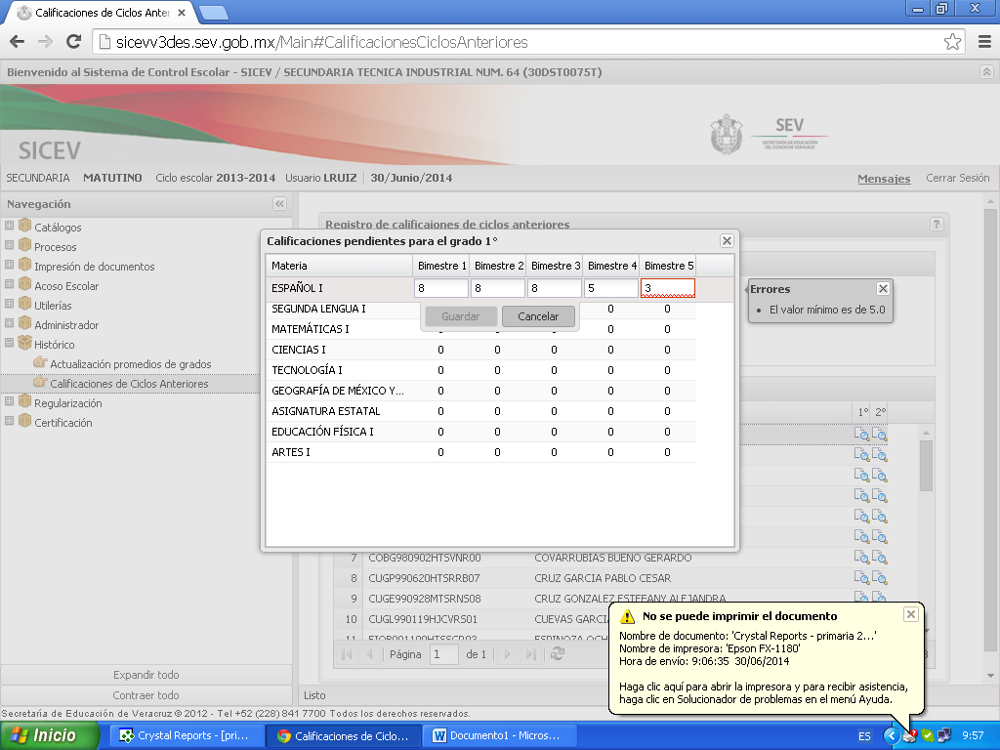 Calificaciones de Ciclos Anter
sicevv3des.sev.gob.mx/Main#CalificacionesCiclosAnteriores
Bienvenido al Sistema de Control Escolar - SICEV / SECUNDARIA TECNICA INDUSTRIAL NUM. 64 (30DST0075T)
SICEV
SEV
SECRETARÍA DE EDUCACIÓN
DEL ESTADO DE VERACRUZ
SECUNDARIA MATUTINO Ciclo escolar 2013-2014 Usuario LRUIZ 30/Junio/2014 Mensajes Cerrar Sesión
Navegación
Catálogos
Procesos
Impresión de documentos
Acoso Escolar
Utilerías
Administrador
Histórico
Actualización promedios de grados
Calificaciones de Ciclos Anteriores
Regularización
Certificación
Expandir todo
Contraer todo
Registro de calificaiones de ciclos anteriores
Calificaciones pendientes para el grado 1°
Materia Bimestre 1 Bimestre 2 Bimestre 3 Bimestre 4 Bimestre 5
ESPAÑOL I 8 8 8 5 3
Guardar Cancelar
SEGUNDA LENGUA I 0 0
MATEMÁTICAS I 0 0
CIENCIAS I 0 0 0 0 0
TECNOLOGÍA I 0 0 0 0 0
GEOGRAFÍA DE MÉXICO Y... 0 0 0 0 0
ASIGNATURA ESTATAL 0 0 0 0 0
EDUCACIÓN FÍSICA I 0 0 0 0 0
ARTES I 0 0 0 0 0
Errores
El valor mínimo es de 5.0
1° 2°
7 COBG980902HTSVNR00 COVARRUBIAS BUENO GERARDO
8 CUGP990620HTSRRB07 CRUZ GARCIA PABLO CESAR
9 CUGE990928MTSRNS08 CRUZ GONZALEZ ESTEFANY ALEJANDRA
10 CUGL990119HJCVRS01 CUEVAS GARCI
11
Página 1 de 1
Listo
No se puede imprimir el documento
Nombre de documento: 'Crystal Reports - primaria 2...'
Nombre de impresora: 'Epson FX-1180'
Hora de envío: 9:06:35 30/06/2014
Haga clic aquí para abrir la impresora y para recibir asistencia,
haga clic en Solucionador de problemas en el menú Ayuda.
Secretaría de Educación de Veracruz © 2012 - Tel +52 (228) 841 7700 Todos los derechos reservados.
Inicio
Crystal Reports - [pri...
Calificaciones de Ciclo...
Documento1 - Micros...
ES
9:57